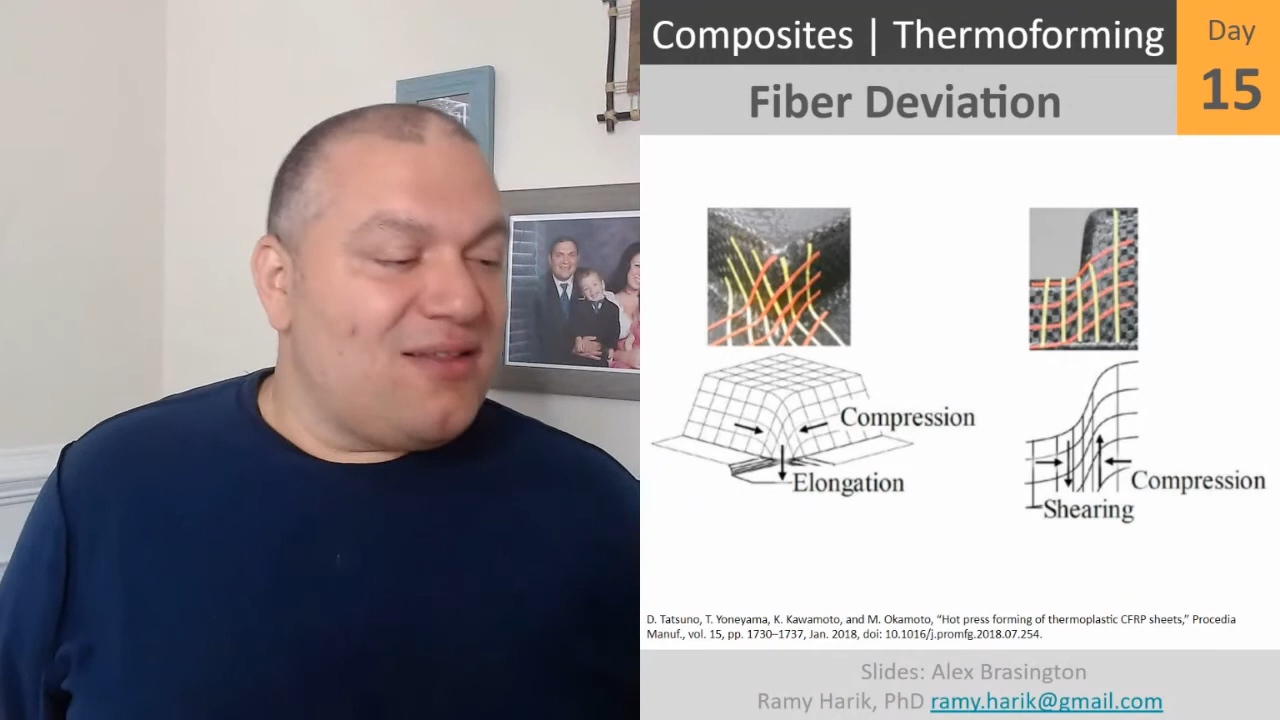 Composites | Thermoforming
Day
15
Fiber Deviation
Compression
Elongation
Compression
Shearing
D. Tatsuno, T. Yoneyama, K. Kawamoto, and M. Okamoto, “Hot press forming of thermoplastic CFRP sheets,” Procedia
Manuf., vol. 15, pp. 1730–1737, Jan. 2018, doi: 10.1016/j.promfg.2018.07.254.
Slides: Alex Brasington
Ramy Harik, PhD ramy.harik@gmail.com